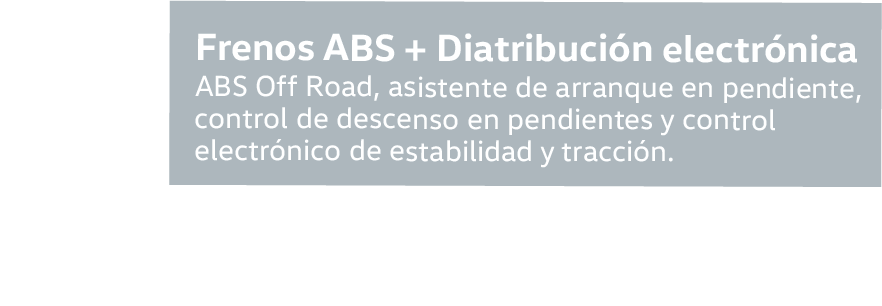 Frenos ABS + Diatribución electrónica
ABS Off Road, asistente de arranque en pendiente,
control de descenso en pendientes y control
electrónico de estabilidad y tracción.